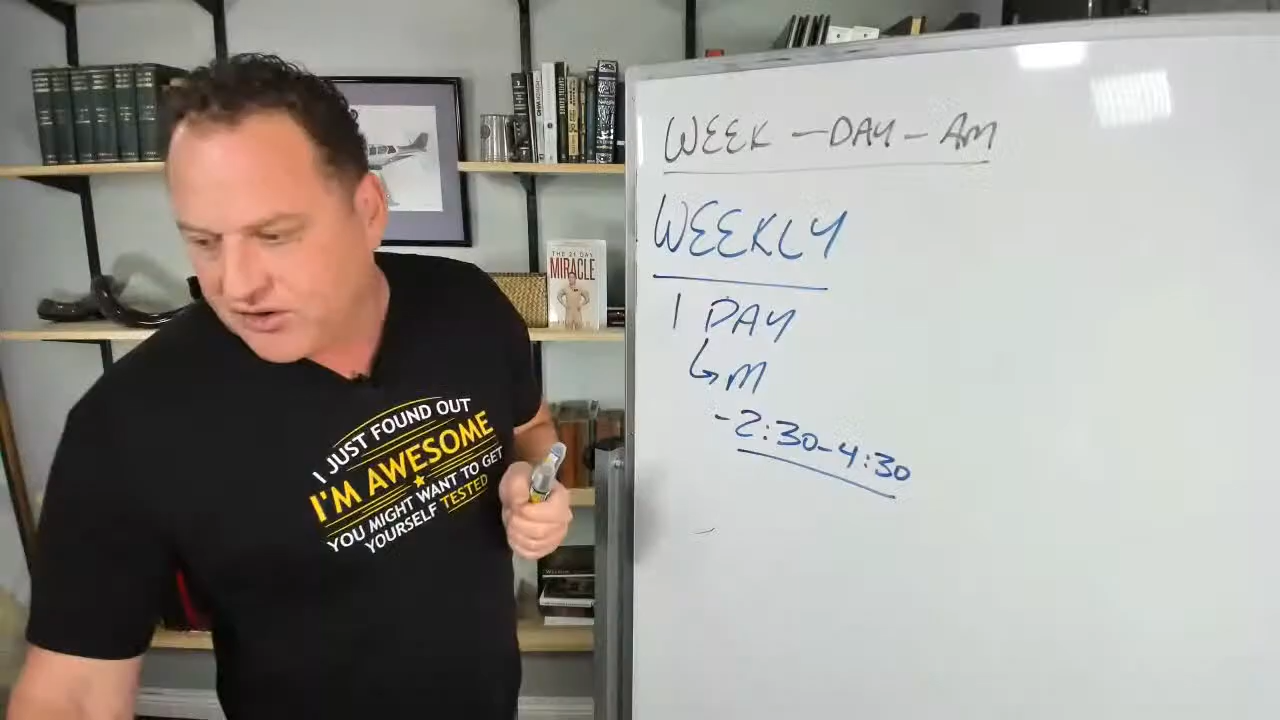 WEEK - DAY - AM
WEEKLY
1 DAY
↳ M
- 2:30-4:30
THE 21 DAY
MIRACLE
I JUST FOUND OUT
I'M AWESOME
YOU MIGHT WANT TO GET
YOURSELF TESTED